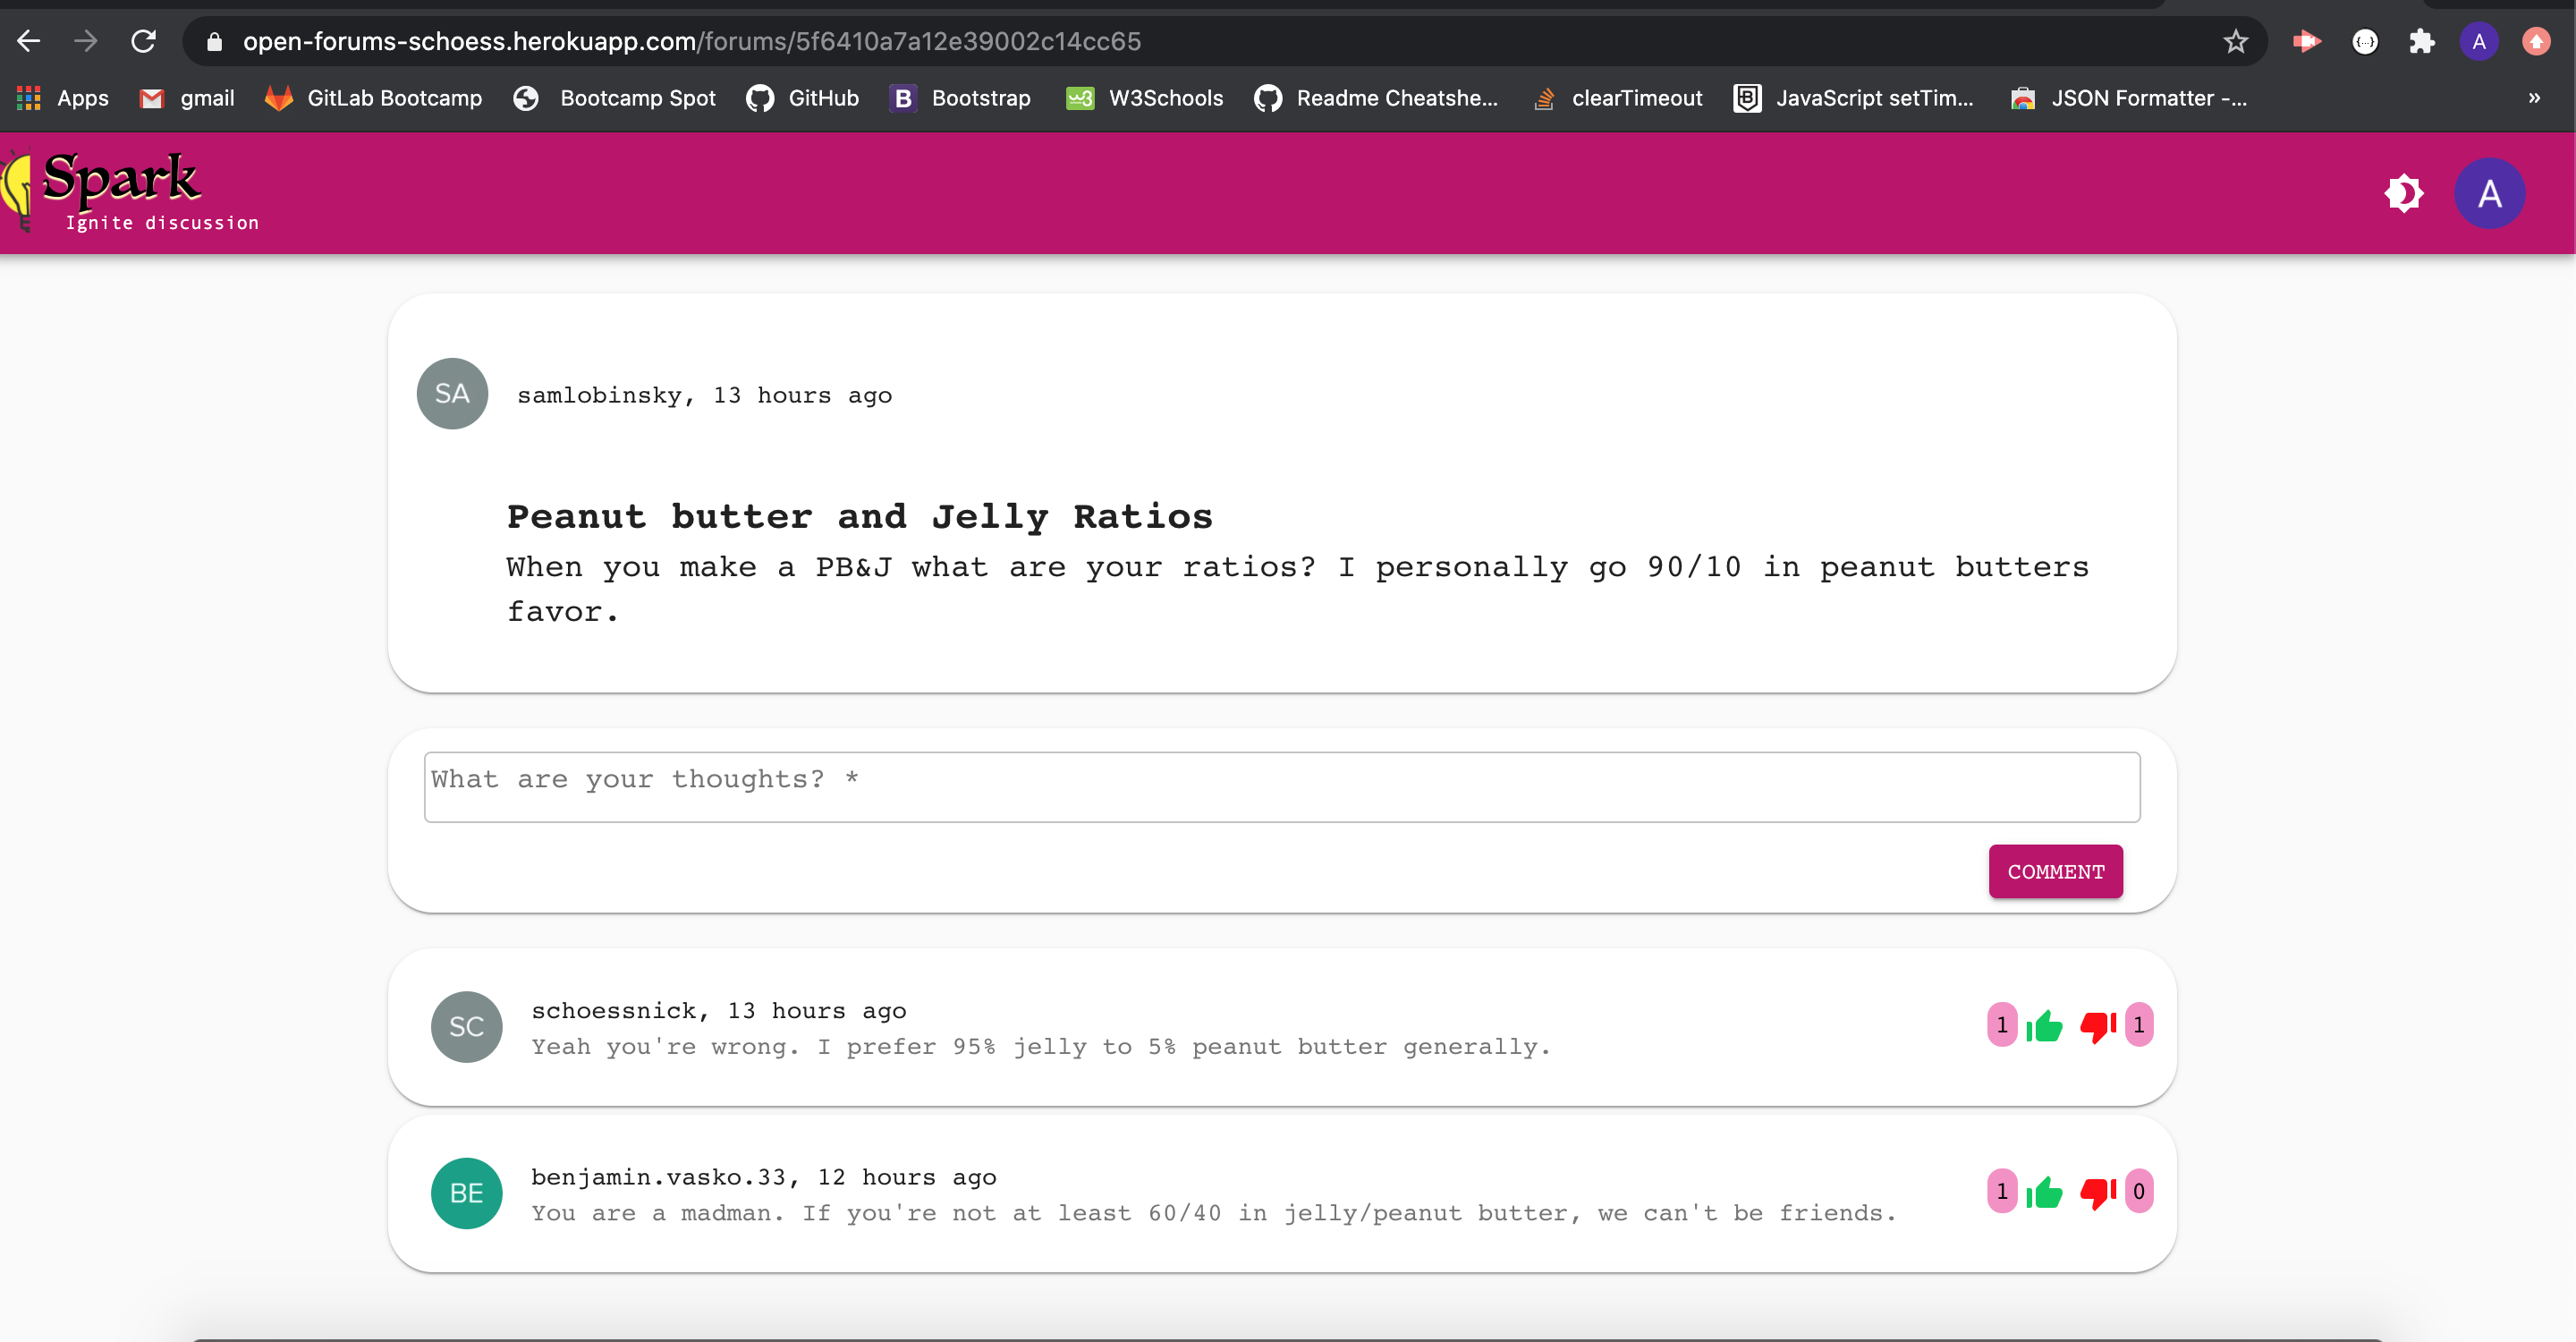 open-forums-schoess.herokuapp.com/forums/5f6410a7a12e39002c14cc65
A
Apps gmail GitLab Bootcamp Bootcamp Spot GitHub B Bootstrap W3Schools Readme Cheatshe... clearTimeout JavaScript setTim... JSON Formatter -... »
Spark
Ignite discussion
A
SA
samlobinsky, 13 hours ago
Peanut butter and Jelly Ratios
When you make a PB&J what are your ratios? I personally go 90/10 in peanut butters
favor.
What are your thoughts? *
COMMENT
SC
schoessnick, 13 hours ago
Yeah you're wrong. I prefer 95% jelly to 5% peanut butter generally.
1 1
BE
benjamin.vasko.33, 12 hours ago
You are a madman. If you're not at least 60/40 in jelly/peanut butter, we can't be friends.
1 0